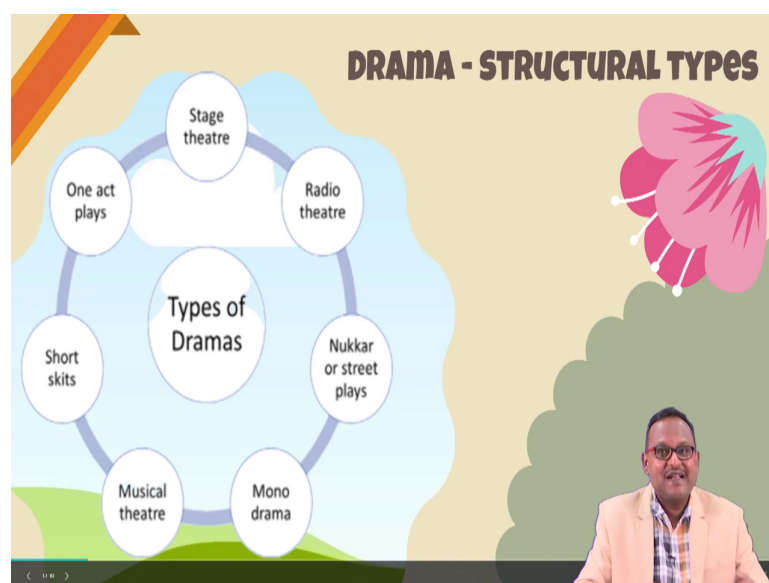 DRAMA - STRUCTURAL TYPES
Stage
theatre
Radio
theatre
Nukkar
or street
plays
Mono
drama
Musical
theatre
Short
skits
One act
plays
Types of
Dramas